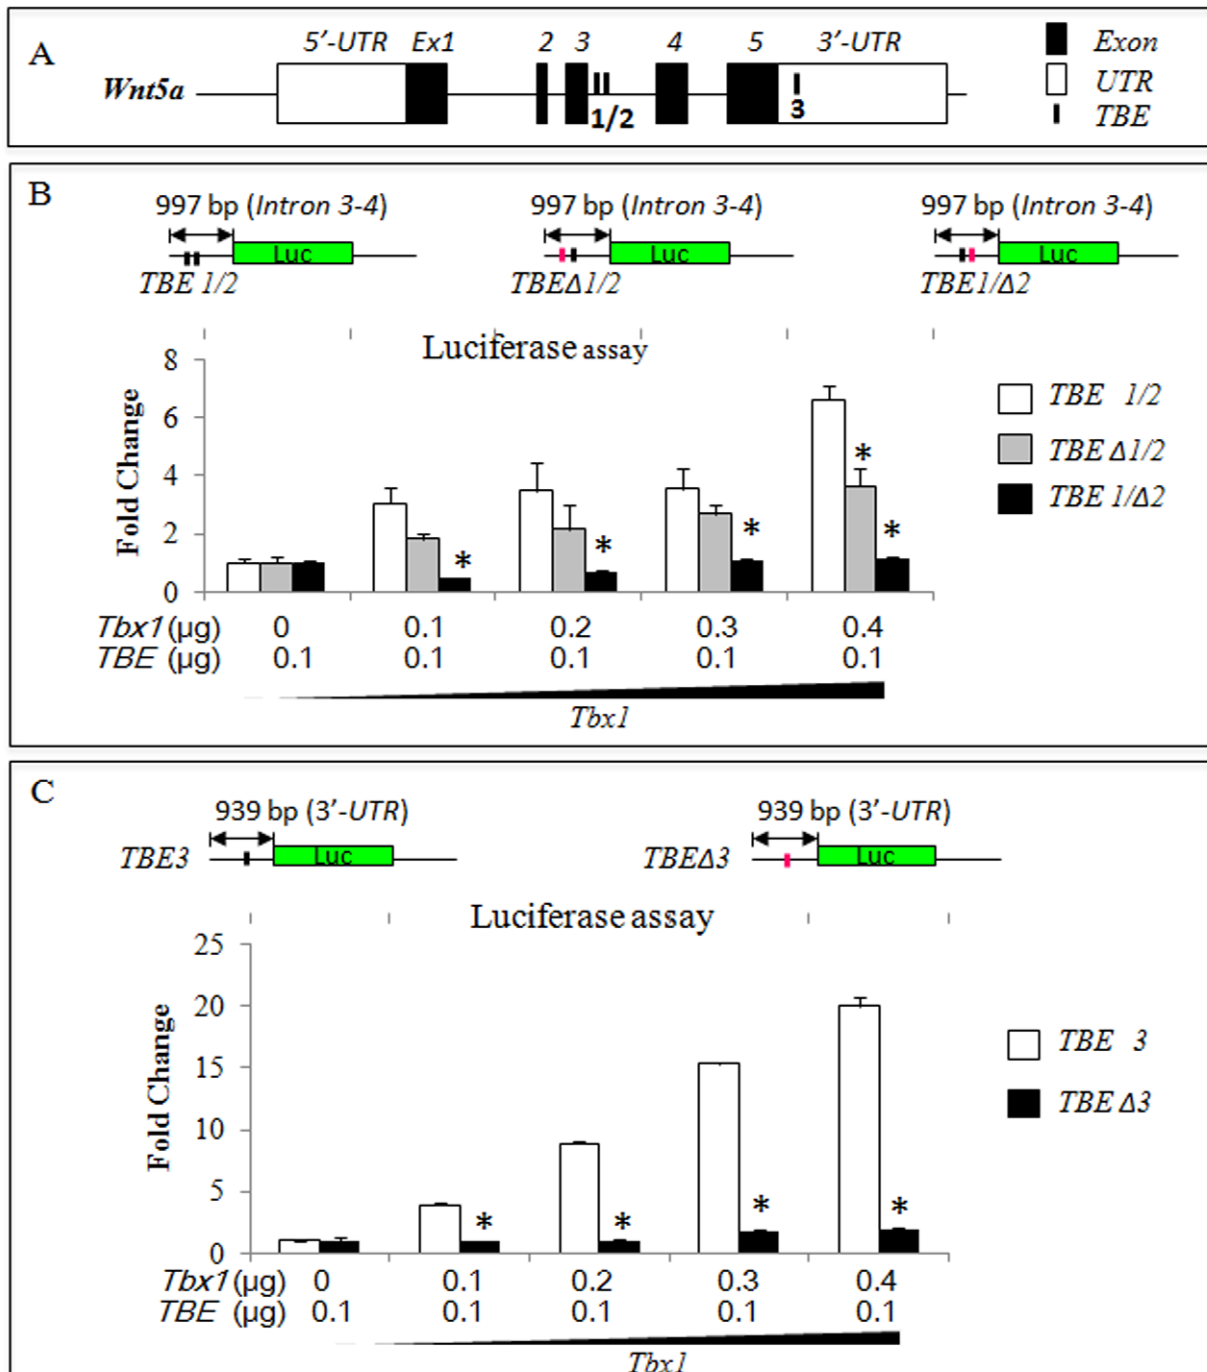 A
5′-UTR Ex1 2 3 4 5 3′-UTR
Wnt5a
1/2
3
Exon
UTR
TBE
B
997 bp (Intron 3-4) 997 bp (Intron 3-4) 997 bp (Intron 3-4)
Luc Luc Luc
TBE 1/2 TBEΔ1/2 TBE1/Δ2
Luciferase assay
Fold Change
8
6
4
2
0
* * * * *
TBE 1/2
TBE Δ1/2
TBE 1/Δ2
Tbx1 (μg) 0 0.1 0.2 0.3 0.4
TBE (μg) 0.1 0.1 0.1 0.1 0.1
Tbx1
C
939 bp (3′-UTR) 939 bp (3′-UTR)
TBE3 Luc TBEΔ3 Luc
Luciferase assay
Fold Change
25
20
15
10
5
0
* * * *
TBE 3
TBE Δ3
Tbx1 (μg) 0 0.1 0.2 0.3 0.4
TBE (μg) 0.1 0.1 0.1 0.1 0.1
Tbx1